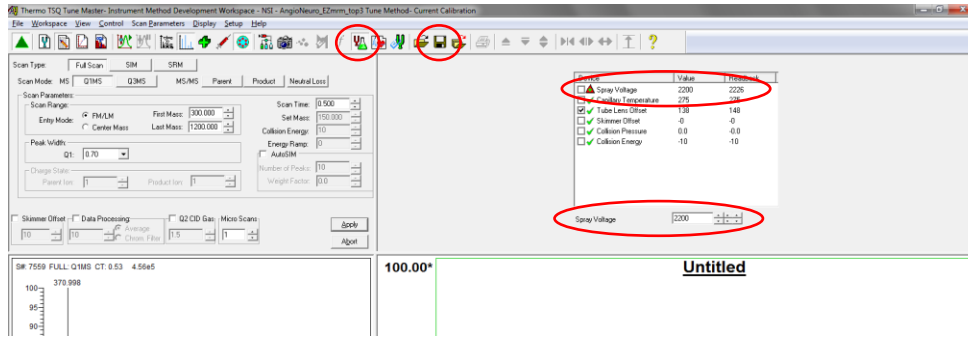 Thermo TSQ Tune Master- Instrument Method Development Workspace - NSI - AngioNeuro_EZmrm_top3 Tune Method- Current Calibration
File Workspace View Control Scan Parameters Display Setup Help
Scan Type: Full Scan SIM SRM
Scan Mode: MS Q1MS Q3MS MS/MS Parent Product Neutral Loss
Scan Parameters:
Scan Range:
Entry Mode: FM/LM First Mass: 300.000
Center Mass Last Mass: 1200.000
Scan Time: 0.500
Set Mass: 150.000
Collision Energy: 10
Energy Ramp: 0
Peak Width:
Q1: 0.70
AutoSIM
Number of Peaks: 10
Weight Factor: 0.0
Charge State:
Parent Ion: 1 Product Ion: 1
Skimmer Offset Data Processing: Q2 CID Gas: Micro Scans:
10 10 Average 1.5 1
Chrom Filter
Apply
Abort
Device Value Readback
Spray Voltage 2200 2226
Capillary Temperature 275 275
Tube Lens Offset 138 148
Skimmer Offset -0 -0
Collision Pressure 0.0 -0.0
Collision Energy -10 -10
Spray Voltage 2200
S#: 7559 FULL: Q1MS CT: 0.53 4.56e5
370.998
100
95
90
100.00*
Untitled